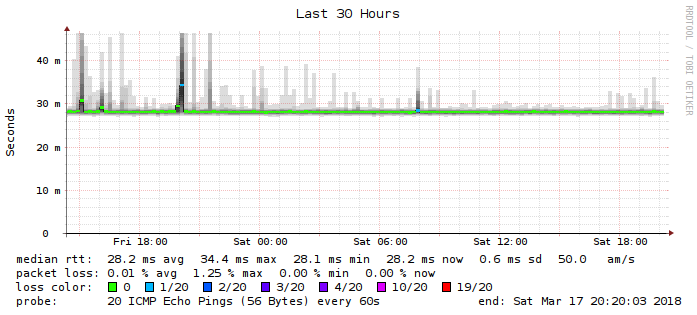 Last 30 Hours
RRDTOOL / TOBI OETIKER
Seconds
40 m
30 m
20 m
10 m
0
Fri 18:00 Sat 00:00 Sat 06:00 Sat 12:00 Sat 18:00
median rtt: 28.2 ms avg 34.4 ms max 28.1 ms min 28.2 ms now 0.6 ms sd 50.0 am/s
packet loss: 0.01 % avg 1.25 % max 0.00 % min 0.00 % now
loss color: 0 1/20 2/20 3/20 4/20 10/20 19/20
probe: 20 ICMP Echo Pings (56 Bytes) every 60s end: Sat Mar 17 20:20:03 2018